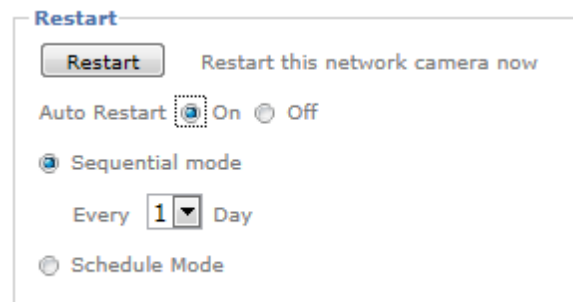 Restart
Restart Restart this network camera now
Auto Restart On Off
Sequential mode
Every 1 Day
Schedule Mode